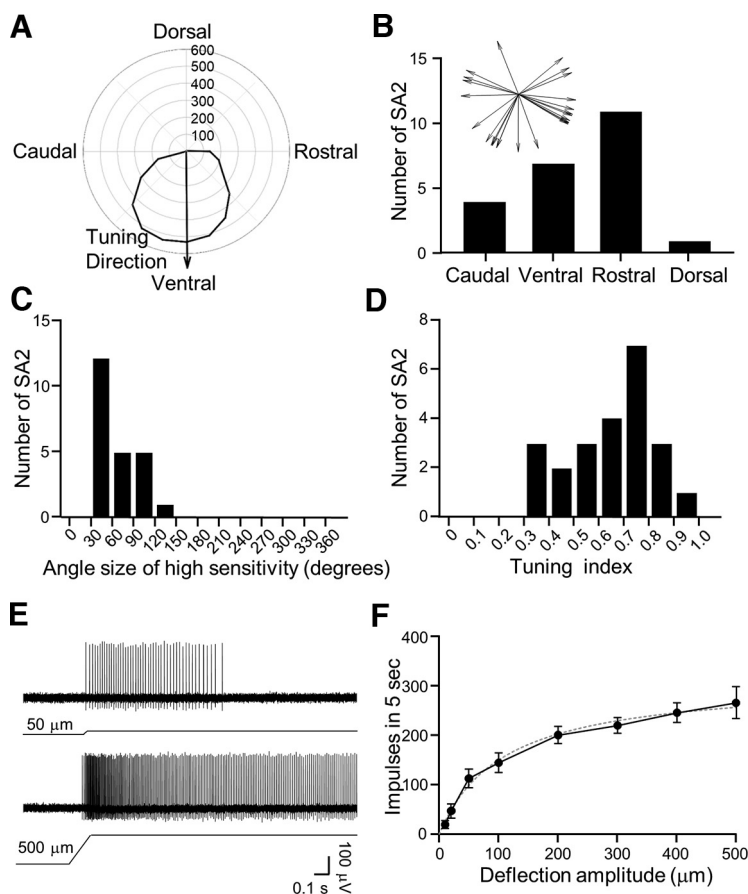 A
Dorsal
600
500
400
300
200
100
Caudal
Rostral
Tuning
Direction
Ventral
B
Number of SA2
15
10
5
0
Caudal Ventral Rostral Dorsal
C
Number of SA2
15
10
5
0
0 30 60 90 120 150 180 210 240 270 300 330 360
Angle size of high sensitivity (degrees)
D
Number of SA2
8
6
4
2
0
0 0.1 0.2 0.3 0.4 0.5 0.6 0.7 0.8 0.9 1.0
Tuning index
E
50 μm
500 μm
100 μV
0.1 s
F
Impulses in 5 sec
400
300
200
100
0
0 100 200 300 400 500
Deflection amplitude (μm)